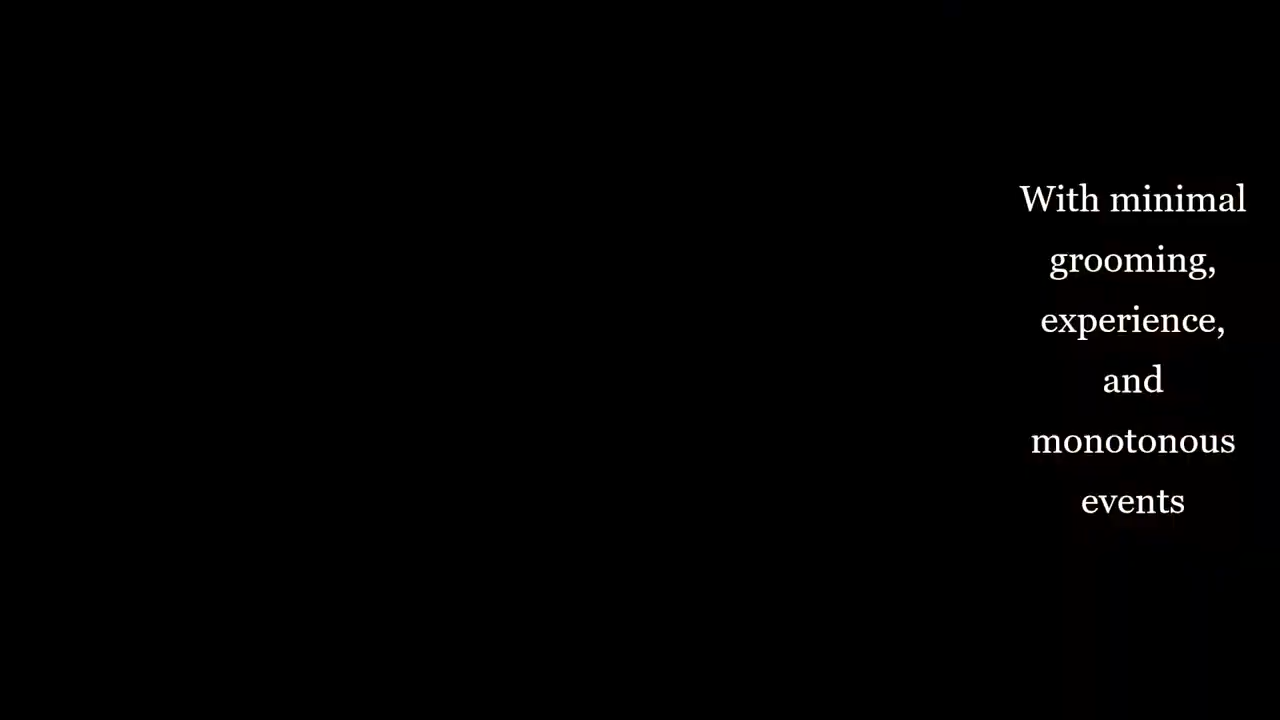 With minimal
grooming,
experience,
and
monotonous
events